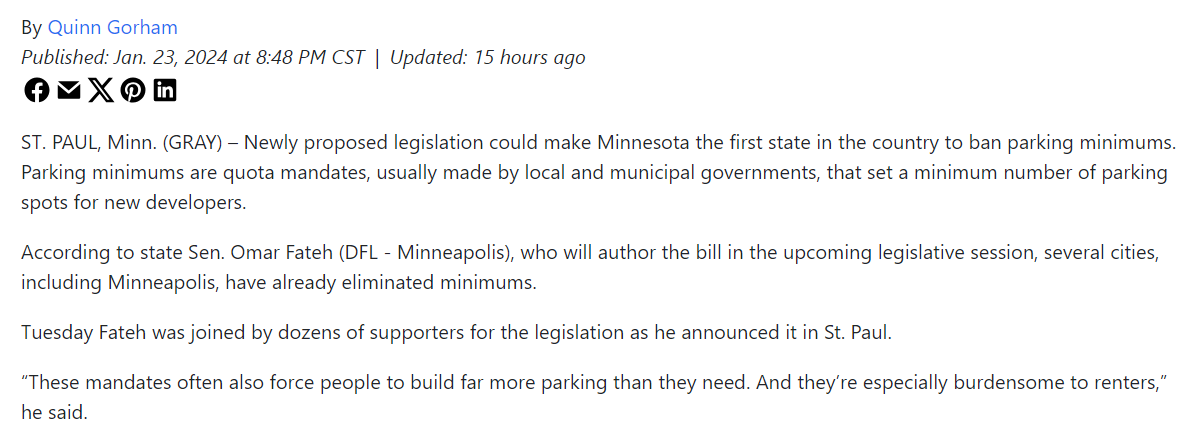 By Quinn Gorham
Published: Jan. 23, 2024 at 8:48 PM CST | Updated: 15 hours ago
ST. PAUL, Minn. (GRAY) – Newly proposed legislation could make Minnesota the first state in the country to ban parking minimums.
Parking minimums are quota mandates, usually made by local and municipal governments, that set a minimum number of parking
spots for new developers.
According to state Sen. Omar Fateh (DFL - Minneapolis), who will author the bill in the upcoming legislative session, several cities,
including Minneapolis, have already eliminated minimums.
Tuesday Fateh was joined by dozens of supporters for the legislation as he announced it in St. Paul.
“These mandates often also force people to build far more parking than they need. And they’re especially burdensome to renters,”
he said.